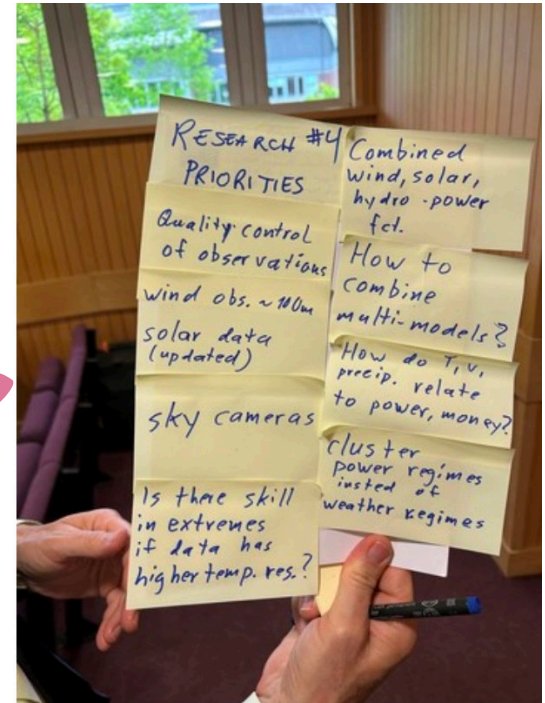 RESEARCH #4
PRIORITIES
Quality control
of observations
wind obs. ~ 100m
solar data
(updated)
sky cameras
Is there skill
in extremes
if data has
higher temp. res.?
Combined
wind, solar,
hydro-power
fct.
How to
combine
multi-models?
How do T, v,
precip. relate
to power, money?
cluster
power regimes
insted of
weather regimes